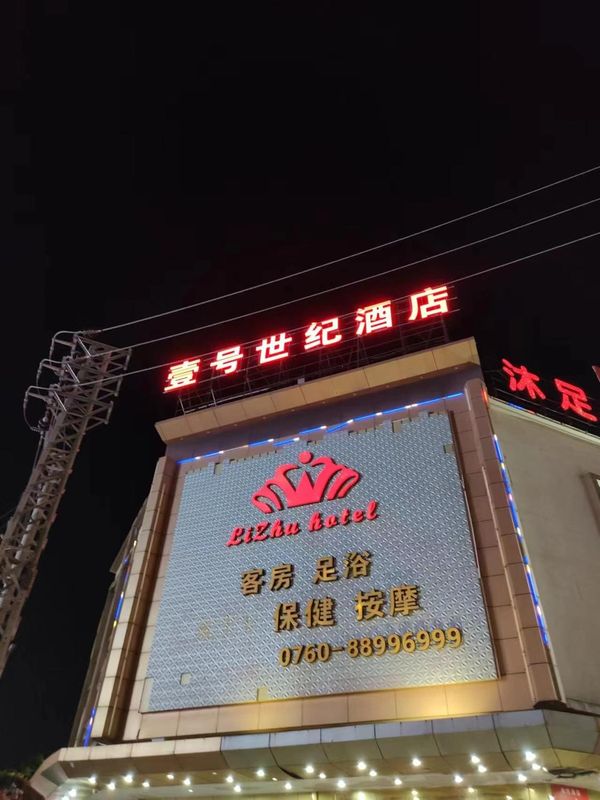 壹号世纪酒店
沐足
LiZhu hotel
客房 足浴
保健 按摩
0760-88996999